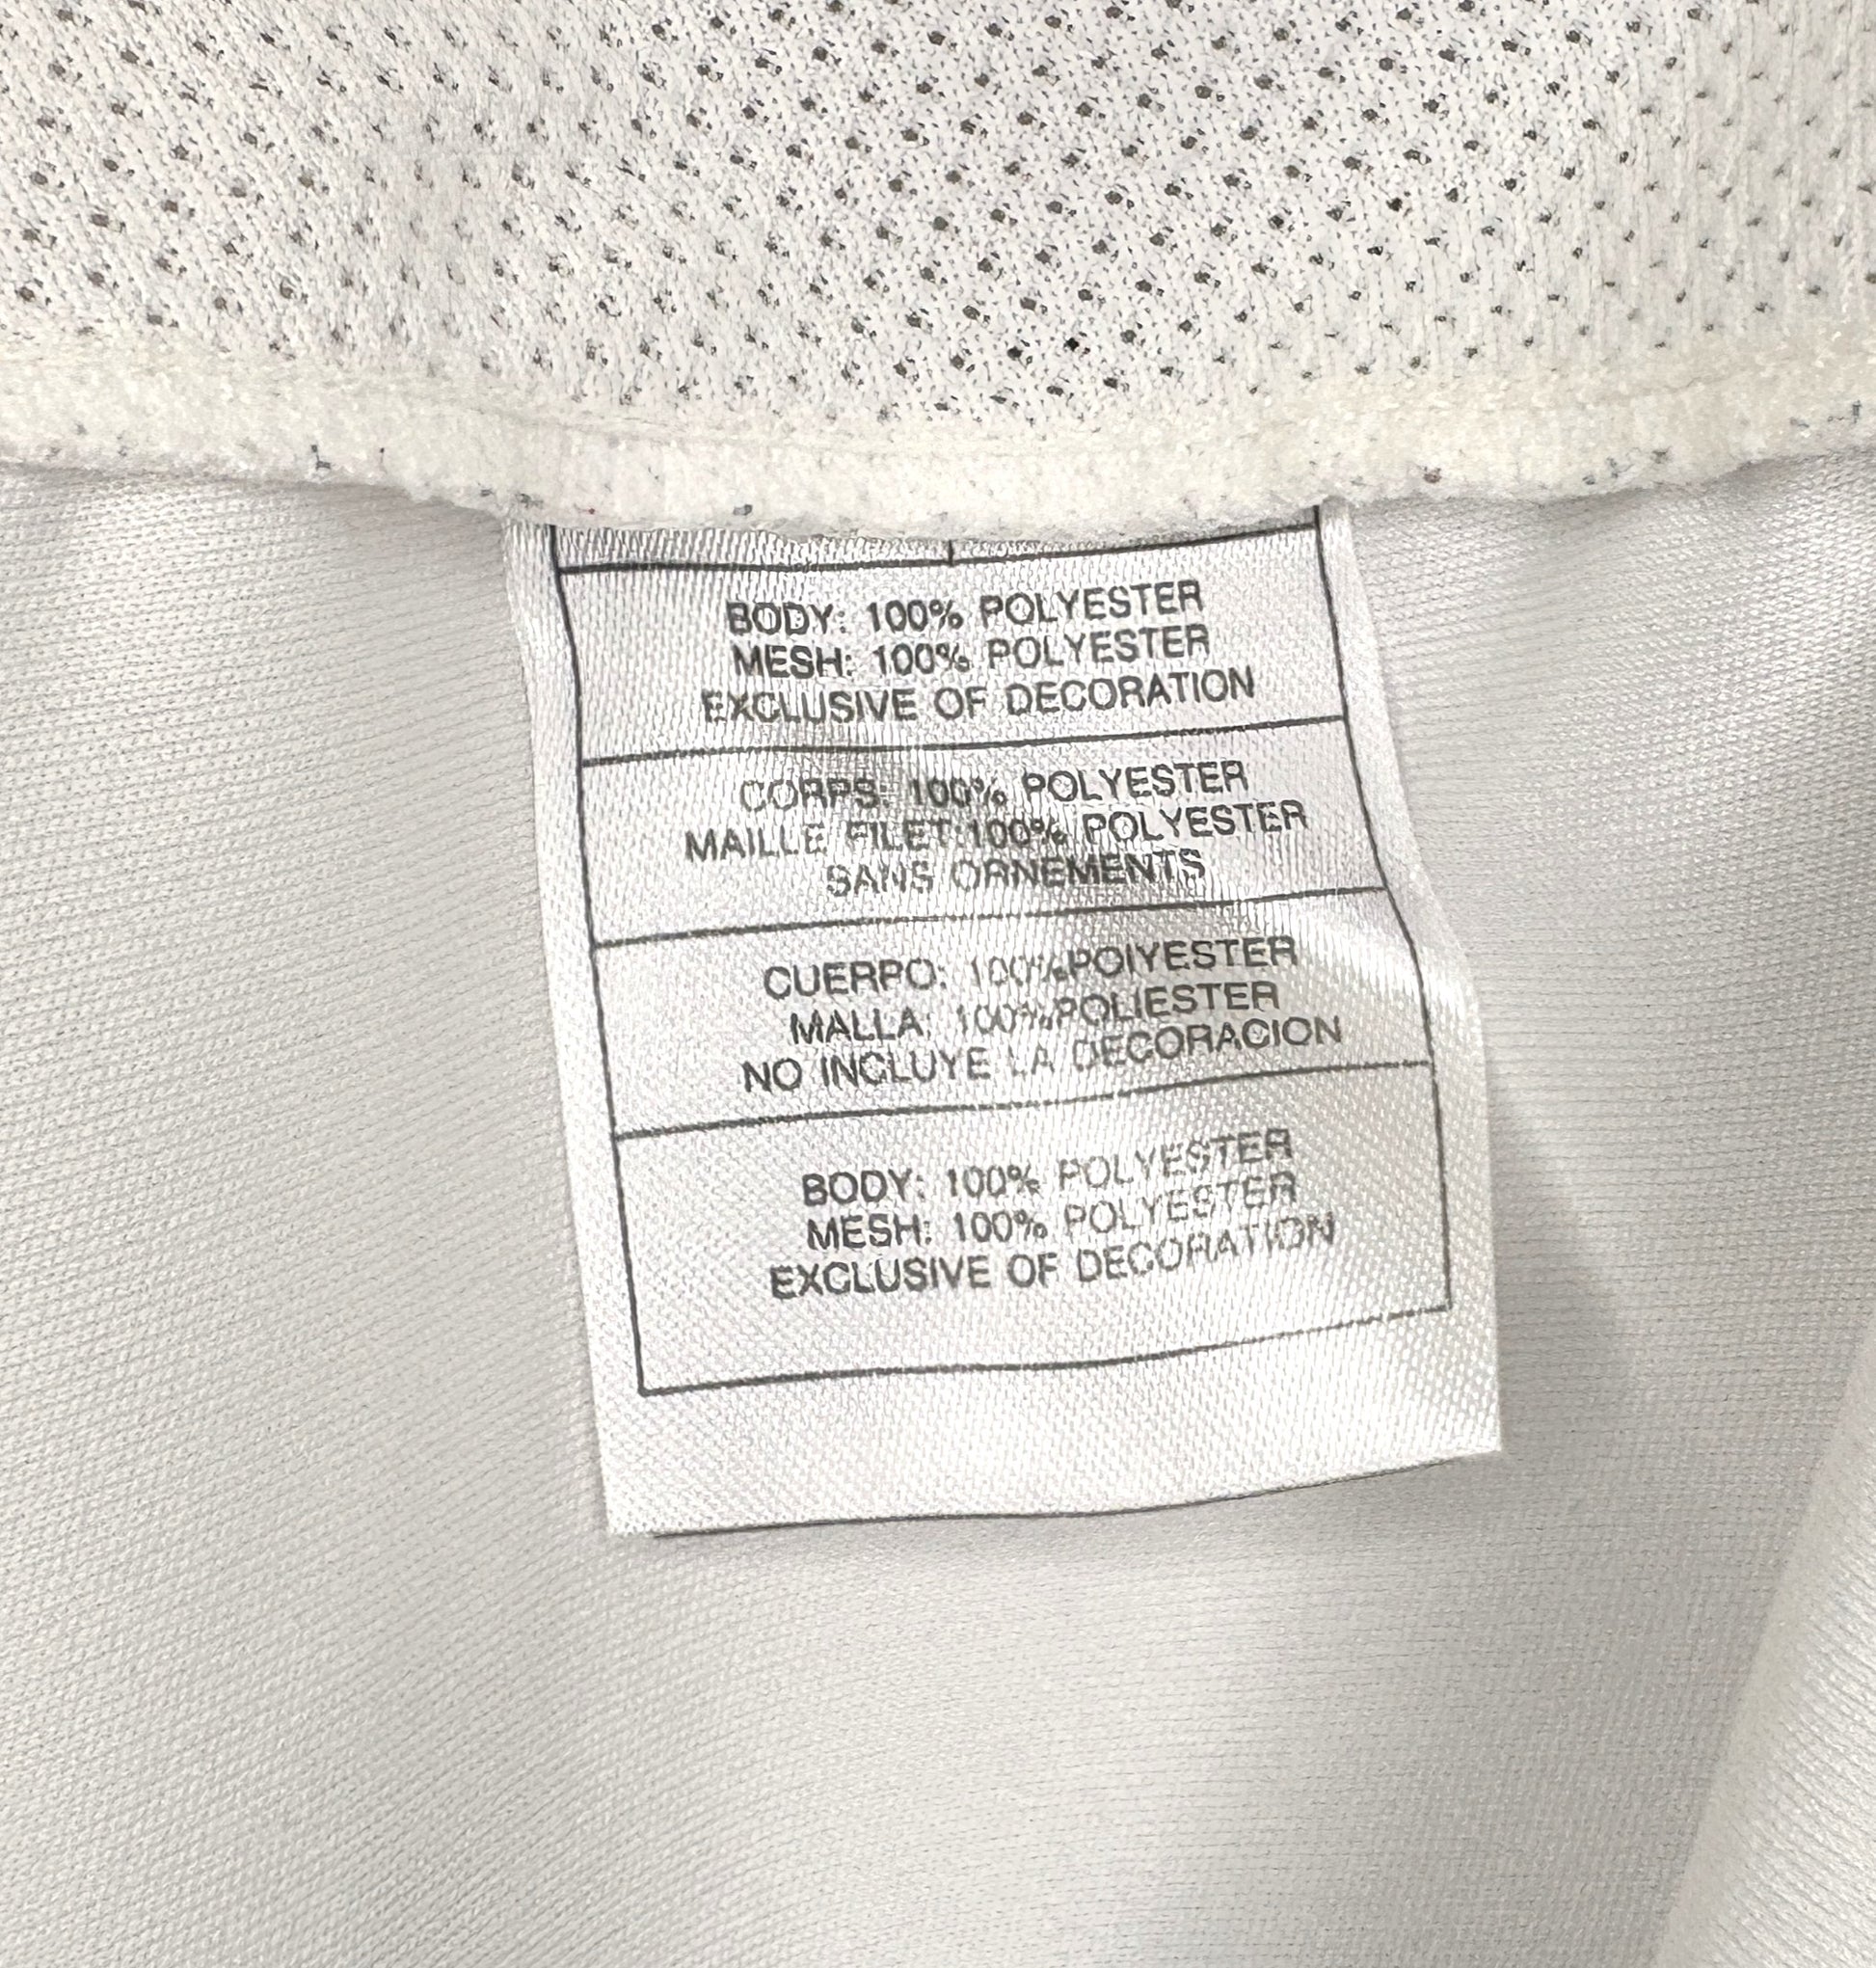 BODY: 100% POLYESTER
MESH: 100% POLYESTER
EXCLUSIVE OF DECORATION
CORPS: 100% POLYESTER
MAILLE FILET:100% POLYESTER
SANS ORNEMENTS
CUERPO: 100%POIYESTER
MALLA: 100%POLIESTER
NO INCLUYE LA DECORACION
BODY: 100% POLYESTER
MESH: 100% POLYESTER
EXCLUSIVE OF DECORATION